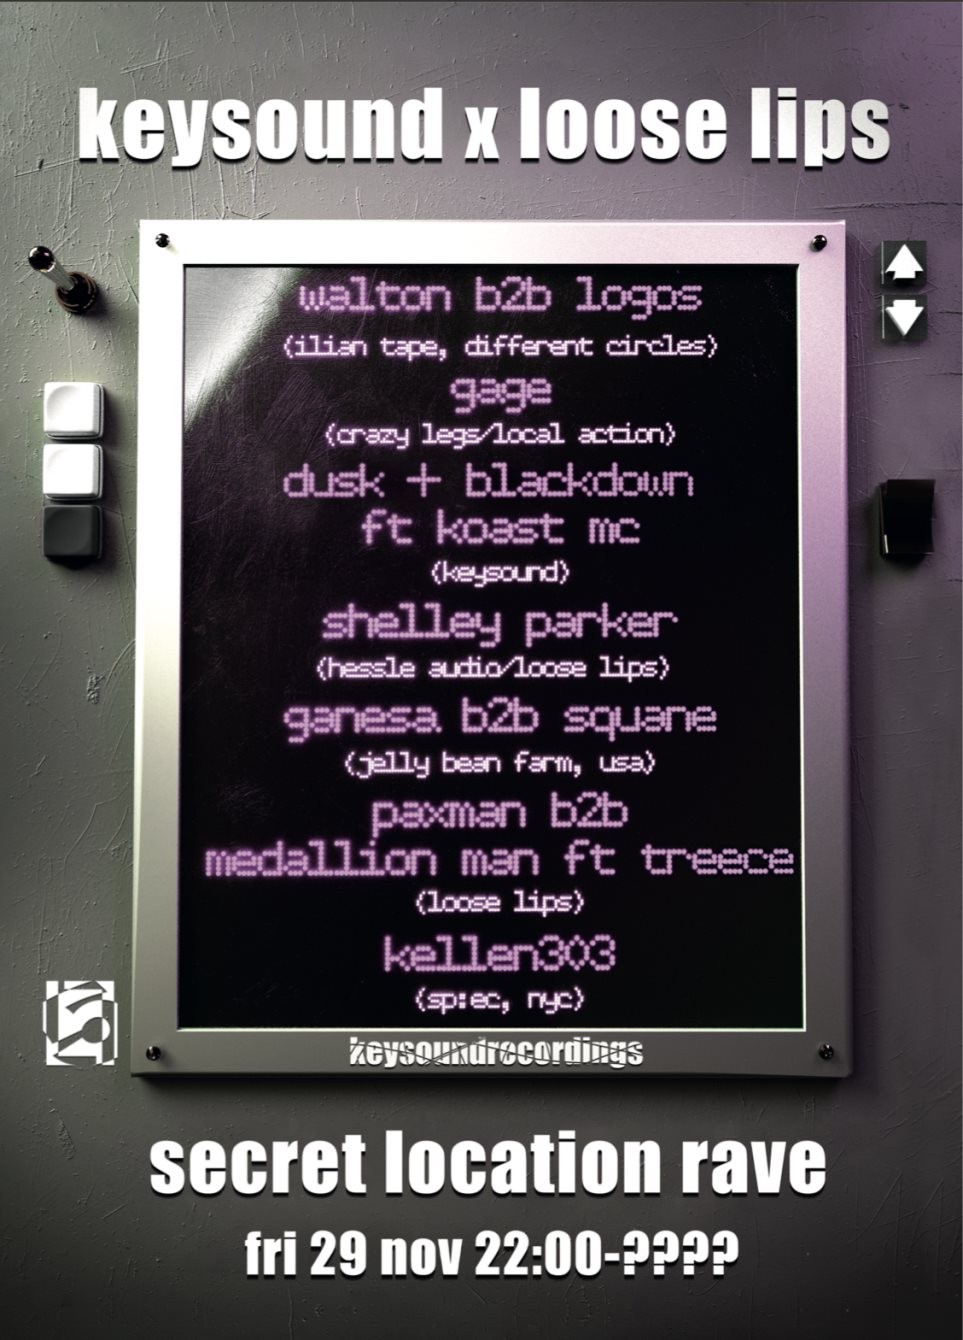 keysound x loose lips
walton b2b logos
(ilian tape, different circles)
gage
(crazy legs/local action)
dusk + blackdown
ft koast mc
(keysound)
shelley parker
(hessle audio/loose lips)
ganesa b2b squane
(jelly bean farm, usa)
paxman b2b
medallion man ft treece
(loose lips)
kellen303
(sp:ec, nyc)
keysoundrecordings
secret location rave
fri 29 nov 22:00-????